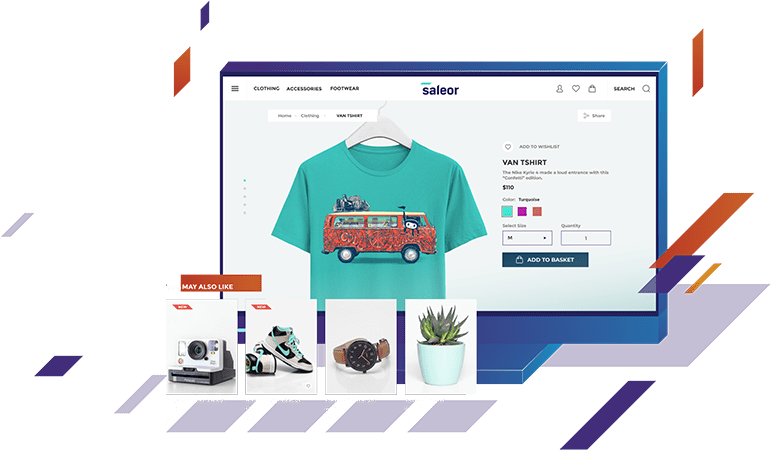 CLOTHING ACCESSORIES FOOTWEAR saleor SEARCH
Home Clothing VAN TSHIRT Share
ADD TO WISHLIST
VAN TSHIRT
The Nike Kyrie 4 made a loud entrance with this
"Confetti" edition.
$110
Color: Turquoise
Select Size Quantity
M 1
ADD TO BASKET
MAY ALSO LIKE
NEW NEW